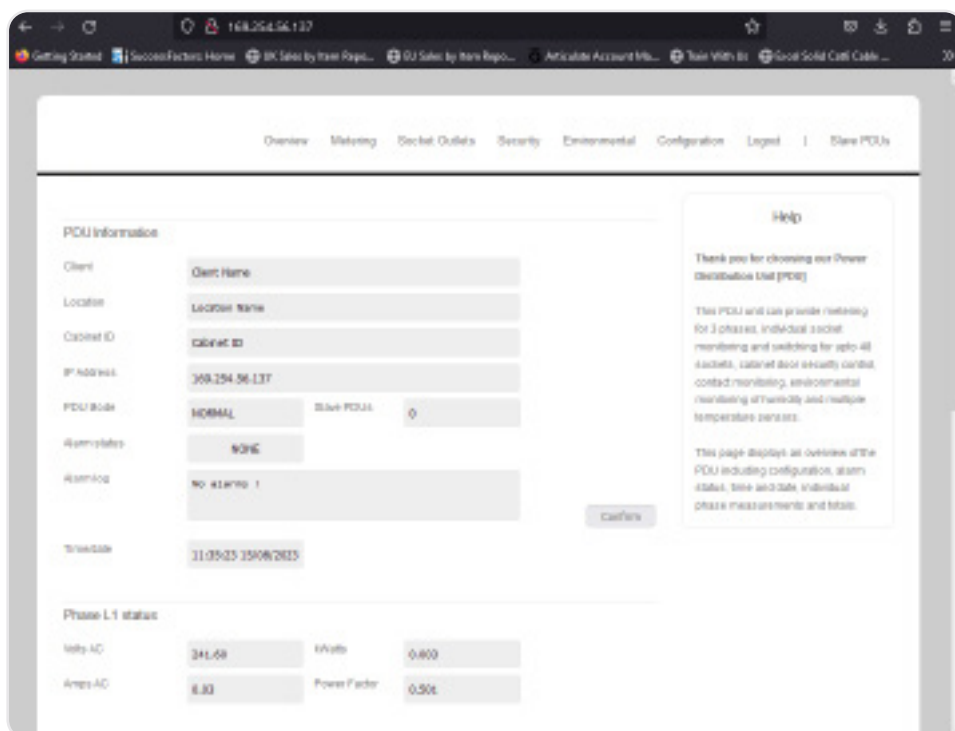 169.254.56.137
Getting Started SuccessFactors: Home UK Sales by Item Repo... EU Sales by Item Repo... Articulate Account Ma... Train With Us Excel Solid Cat6 Cable ...
Overview Metering Socket Outlets Security Environmental Configuration Logout | Slave PDUs
PDU Information
Client Client Name
Location Location Name
Cabinet ID Cabinet ID
IP Address 169.254.56.137
PDU Mode NORMAL Slave PDUs 0
Alarm status NONE
Alarm log No alarms !
Confirm
Time/Date 11:35:23 15/08/2023
Phase L1 status
Volts AC 241.60 kWatts 0.003
Amps AC 0.03 Power Factor 0.501
Help
Thank you for choosing our Power
Distribution Unit [PDU]
This PDU unit can provide metering
for 3 phases, individual socket
monitoring and switching for upto 48
sockets, cabinet door security control,
contact monitoring, environmental
monitoring of humidity and multiple
temperature sensors.
This page displays an overview of the
PDU including configuration, alarm
status, time and date, individual
phase measurements and totals.